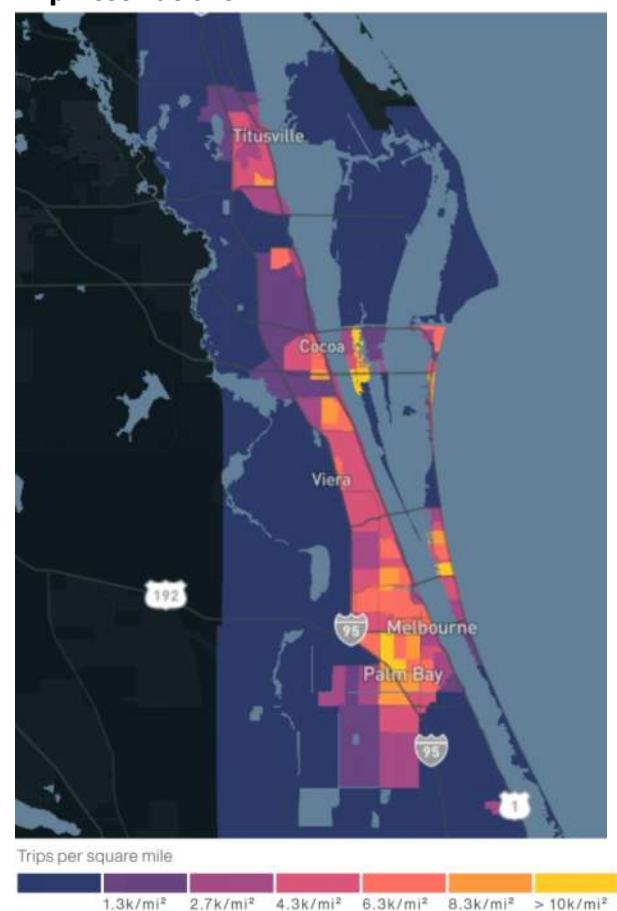 Titusville
Cocoa
Viera
192
95
Melbourne
Palm Bay
95
1
Trips per square mile
1.3k/mi² 2.7k/mi² 4.3k/mi² 6.3k/mi² 8.3k/mi² > 10k/mi²